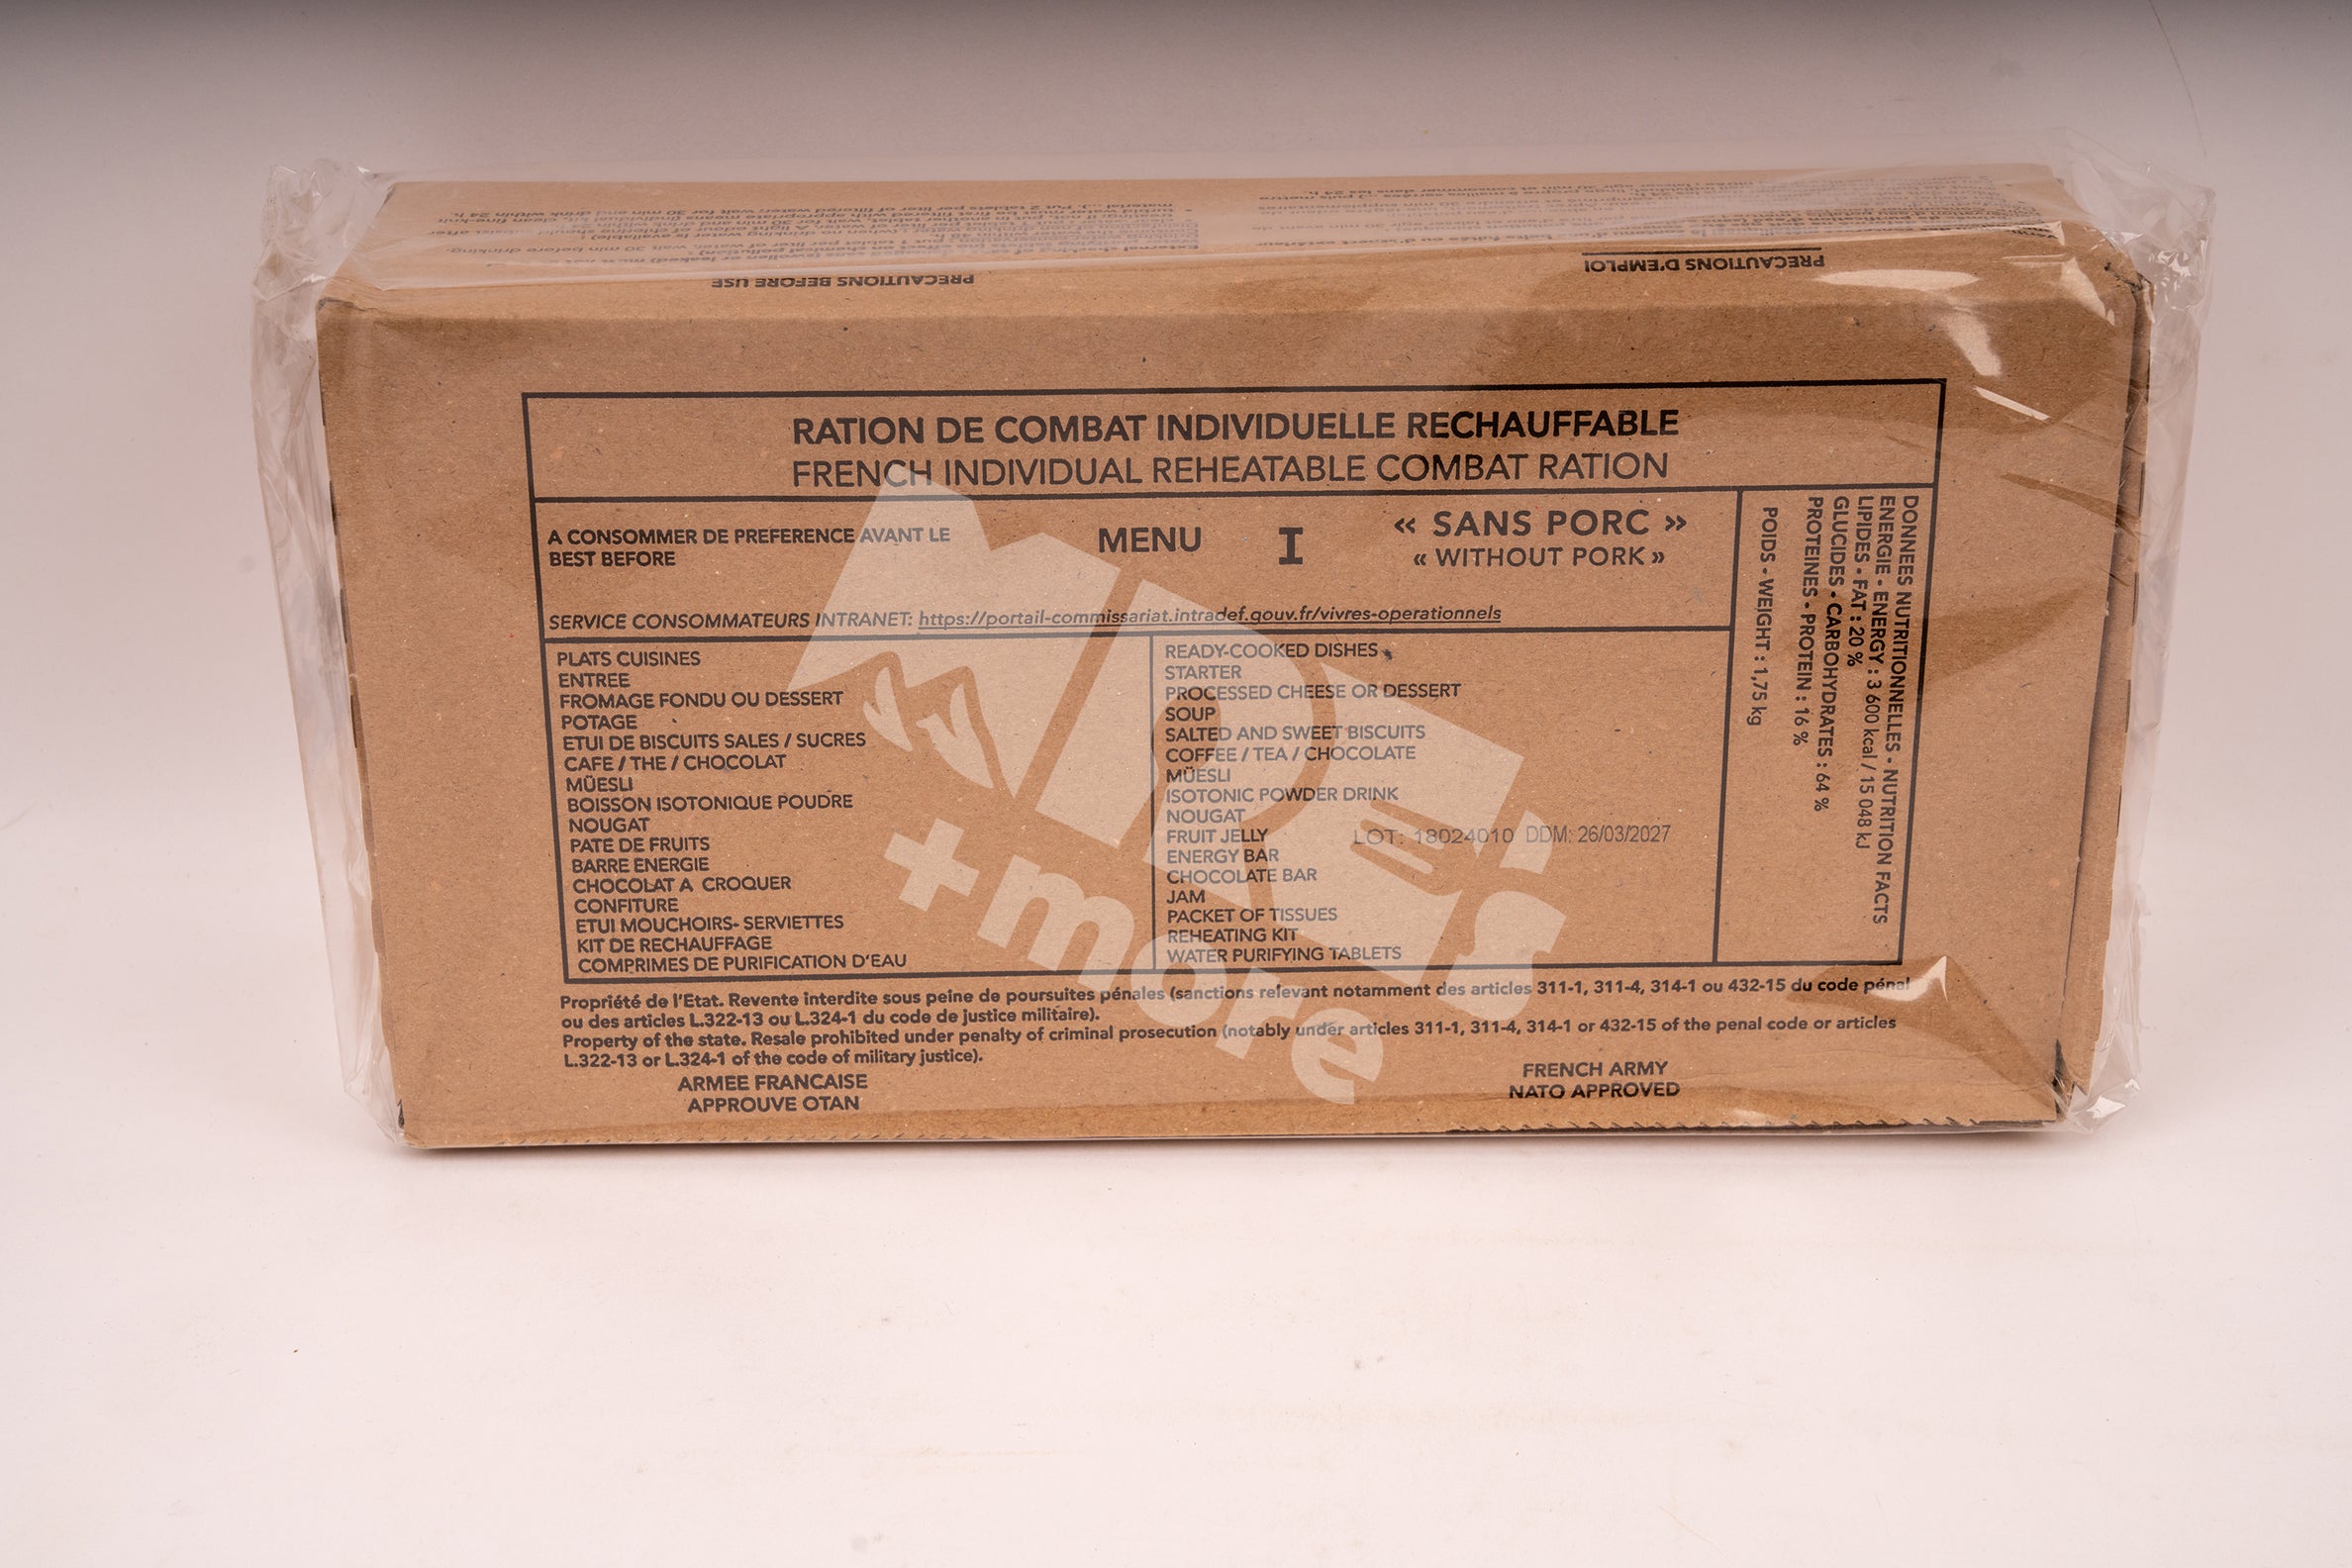 PRECAUTIONS BEFORE USE
PRECAUTIONS D'EMPLOI
RATION DE COMBAT INDIVIDUELLE RECHAUFFABLE
FRENCH INDIVIDUAL REHEATABLE COMBAT RATION
A CONSOMMER DE PREFERENCE AVANT LE
BEST BEFORE
MENU I
« SANS PORC »
« WITHOUT PORK »
SERVICE CONSOMMATEURS INTRANET: https://portail-commissariat.intradef.gouv.fr/vivres-operationnels
PLATS CUISINES
ENTREE
FROMAGE FONDU OU DESSERT
POTAGE
ETUI DE BISCUITS SALES / SUCRES
CAFE / THE / CHOCOLAT
MÜESLI
BOISSON ISOTONIQUE POUDRE
NOUGAT
PATE DE FRUITS
BARRE ENERGIE
CHOCOLAT A CROQUER
CONFITURE
ETUI MOUCHOIRS- SERVIETTES
KIT DE RECHAUFFAGE
COMPRIMES DE PURIFICATION D'EAU
READY-COOKED DISHES
STARTER
PROCESSED CHEESE OR DESSERT
SOUP
SALTED AND SWEET BISCUITS
COFFEE / TEA / CHOCOLATE
MÜESLI
ISOTONIC POWDER DRINK
NOUGAT
FRUIT JELLY
ENERGY BAR
CHOCOLATE BAR
JAM
PACKET OF TISSUES
REHEATING KIT
WATER PURIFYING TABLETS
LOT: 18024010 DDM: 26/03/2027
DONNEES NUTRITIONNELLES - NUTRITION FACTS
ENERGIE - ENERGY : 3 600 kcal / 15 048 kJ
LIPIDES - FAT : 20 %
GLUCIDES - CARBOHYDRATES : 64 %
PROTEINES - PROTEIN : 16 %
POIDS - WEIGHT : 1,75 kg
Propriété de l'Etat. Revente interdite sous peine de poursuites pénales (sanctions relevant notamment des articles 311-1, 311-4, 314-1 ou 432-15 du code pénal
ou des articles L.322-13 ou L.324-1 du code de justice militaire).
Property of the state. Resale prohibited under penalty of criminal prosecution (notably under articles 311-1, 311-4, 314-1 or 432-15 of the penal code or articles
L.322-13 or L.324-1 of the code of military justice).
ARMEE FRANCAISE
APPROUVE OTAN
FRENCH ARMY
NATO APPROVED
MRE's
+more